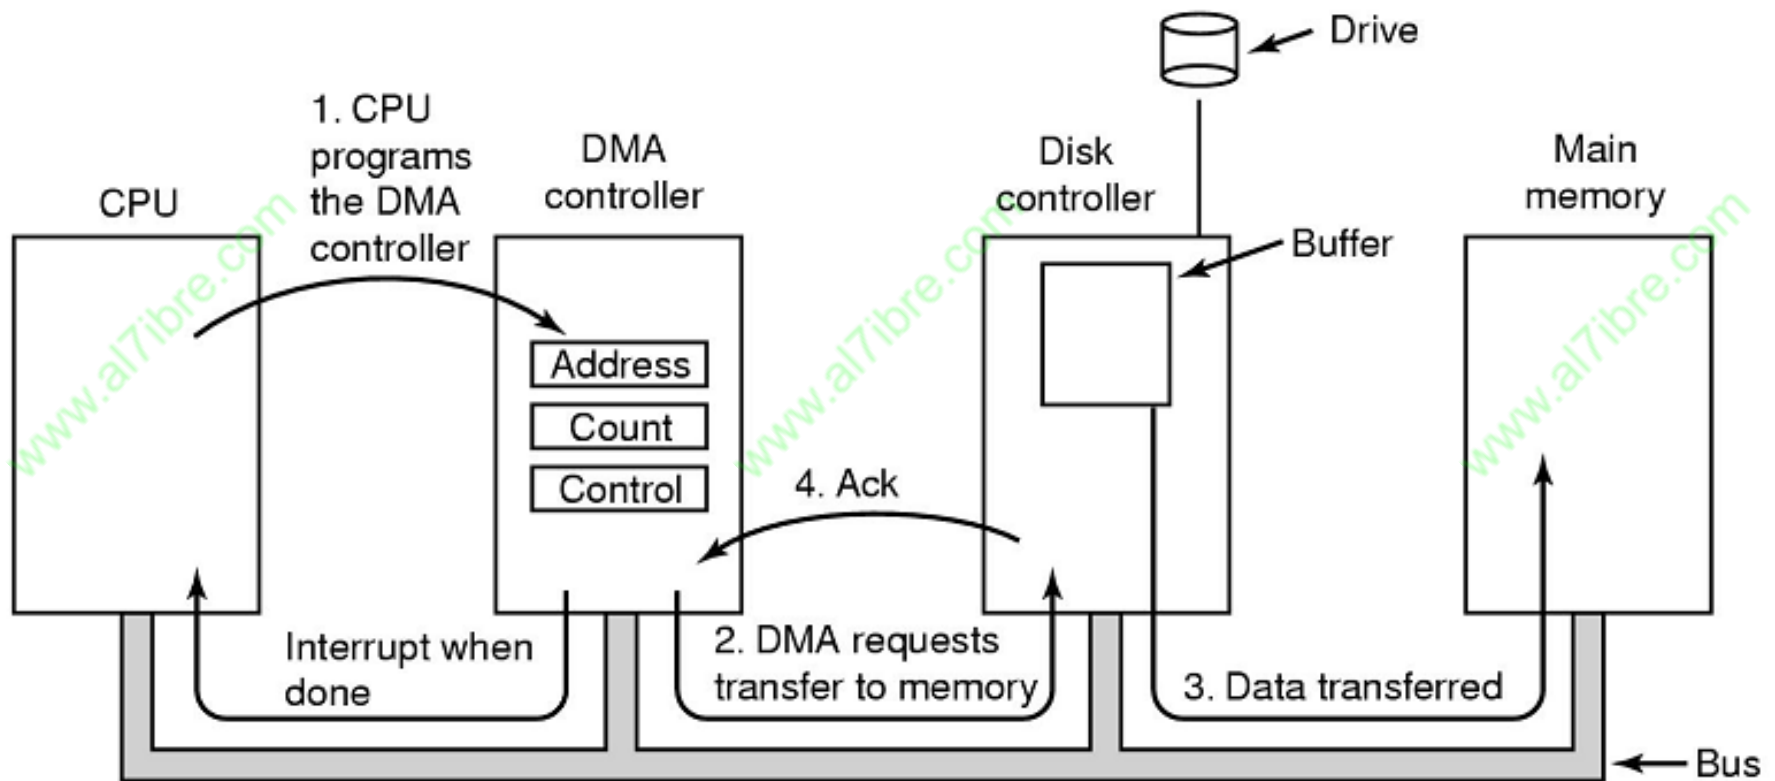 Drive
1. CPU
programs
the DMA
controller
CPU
DMA
controller
Disk
controller
Main
memory
Buffer
Address
Count
Control
4. Ack
Interrupt when
done
2. DMA requests
transfer to memory
3. Data transferred
Bus
www.al7ibre.com
www.al7ibre.com
www.al7ibre.com